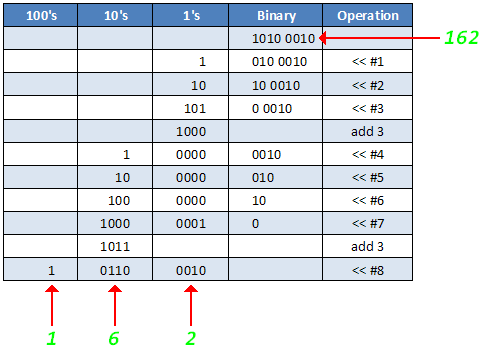 100's 10's 1's Binary Operation
1010 0010 162
1 010 0010 << #1
10 10 0010 << #2
101 0 0010 << #3
1000 add 3
1 0000 0010 << #4
10 0000 010 << #5
100 0000 10 << #6
1000 0001 0 << #7
1011 add 3
1 0110 0010 << #8
1 6 2